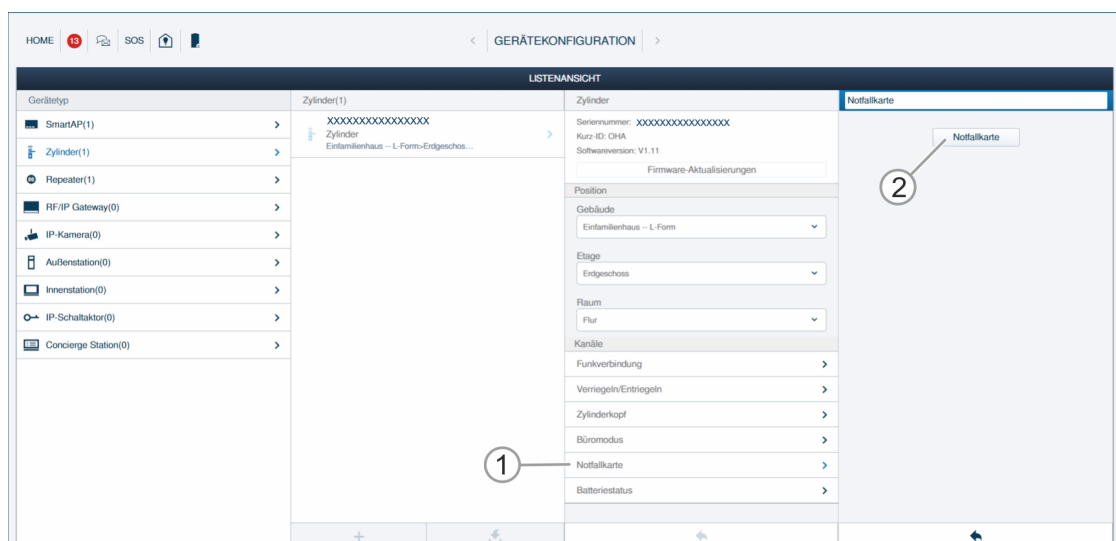 HOME 13 SOS < GERÄTEKONFIGURATION >
LISTENANSICHT
Gerätetyp
SmartAP(1)
Zylinder(1)
Repeater(1)
RF/IP Gateway(0)
IP-Kamera(0)
Außenstation(0)
Innenstation(0)
IP-Schaltaktor(0)
Concierge Station(0)
Zylinder(1)
XXXXXXXXXXXXXXXX
Zylinder
Einfamilienhaus -- L-Form>Erdgeschos...
Zylinder
Seriennummer: XXXXXXXXXXXXXXXX
Kurz-ID: OHA
Softwareversion: V1.11
Firmware-Aktualisierungen
Position
Gebäude
Einfamilienhaus -- L-Form
Etage
Erdgeschoss
Raum
Flur
Kanäle
Funkverbindung
Verriegeln/Entriegeln
Zylinderkopf
Büromodus
1
Notfallkarte
Batteriestatus
Notfallkarte
Notfallkarte
2